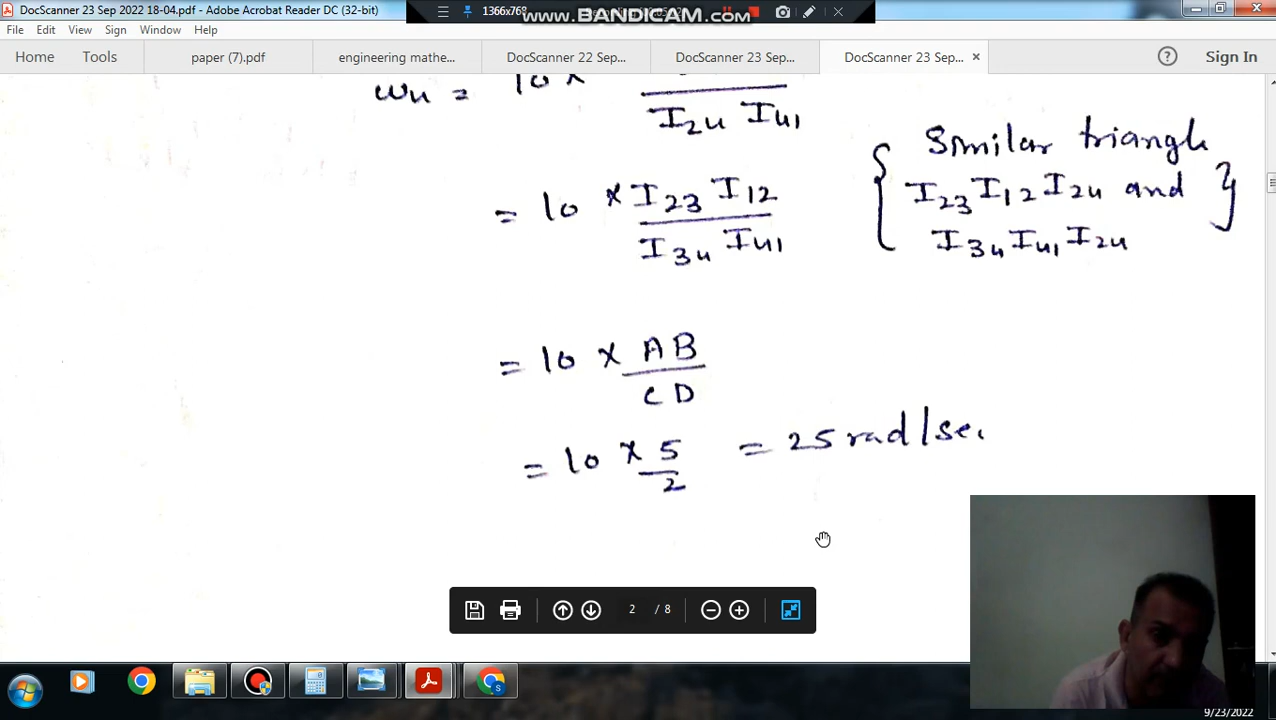 DocScanner 23 Sep 2022 18-04.pdf - Adobe Acrobat Reader DC (32-bit)
1366x768
www.BANDICAM.com
File Edit View Sign Window Help
Home Tools paper (7).pdf engineering mathe... DocScanner 22 Sep... DocScanner 23 Sep... DocScanner 23 Sep... Sign In
ω4 = 10 ×
I24 I41
= 10 × I23 I12
I34 I41
{ Similar triangle
I23 I12 I24 and }
I34 I41 I24
= 10 × AB
CD
= 10 × 5 = 25 rad/sec
2
2 / 8
9/23/2022